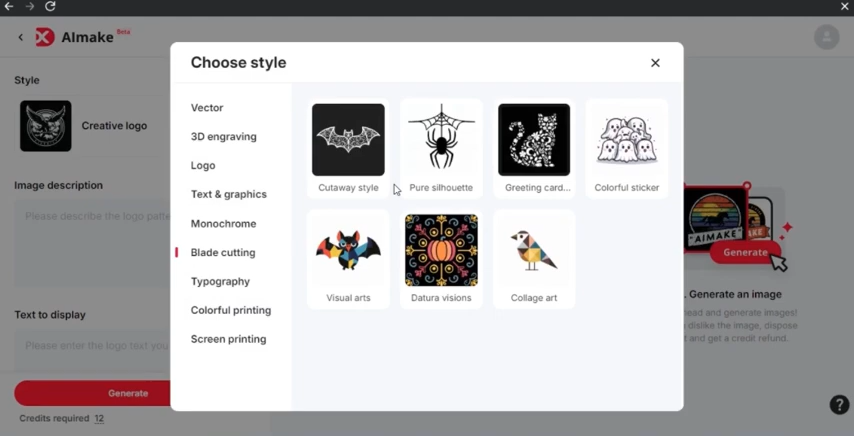 AImake Beta
Choose style
Style
Creative logo
Image description
Please describe the logo patte
Text to display
Please enter the logo text you
Generate
Credits required 12
Vector
3D engraving
Logo
Text & graphics
Monochrome
Blade cutting
Typography
Colorful printing
Screen printing
Cutaway style
Pure silhouette
Greeting card...
Colorful sticker
Visual arts
Datura visions
Collage art
AIMAKE
Generate
. Generate an image
ead and generate images!
dislike the image, dispose
t and get a credit refund.
?